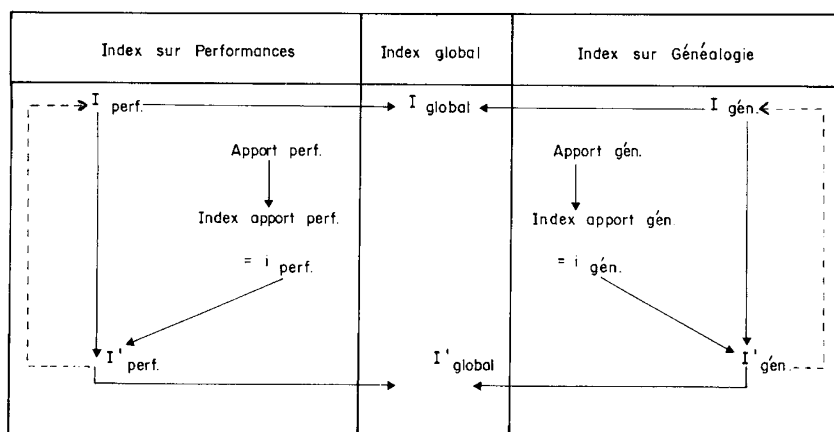 Index sur Performances
Index global
Index sur Généalogie
I perf.
I global
I gén.
Apport perf.
Apport gén.
Index apport perf.
Index apport gén.
= i perf.
= i gén.
I' perf.
I' global
I' gén.